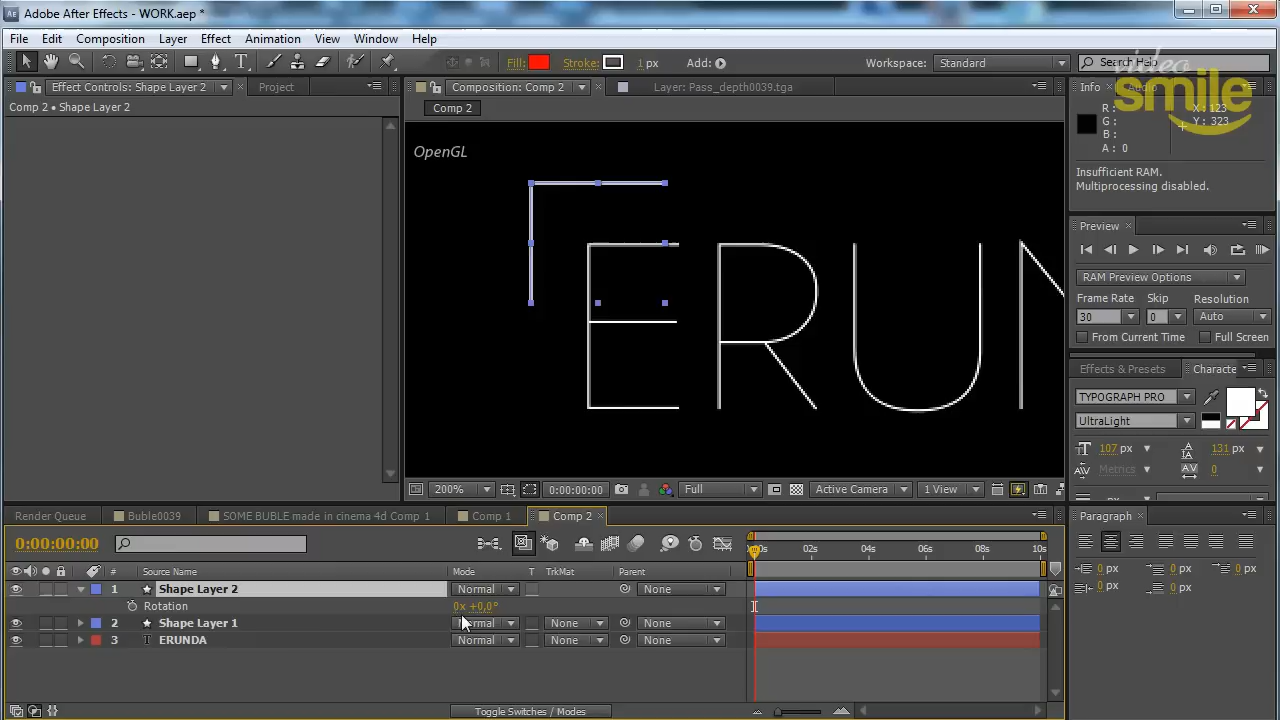 Adobe After Effects - WORK.aep *
File Edit Composition Layer Effect Animation View Window Help
Fill: Stroke: 1 px Add: Workspace: Standard Search Help
video smile
Effect Controls: Shape Layer 2 Project
Comp 2 • Shape Layer 2
Composition: Comp 2 Layer: Pass_depth0039.tga
Comp 2
OpenGL
ERUN
200% 0:00:00:00 Full Active Camera 1 View
Info Audio
R: X: 123
G: Y: 323
B:
A: 0
Insufficient RAM.
Multiprocessing disabled.
Preview
RAM Preview Options
Frame Rate Skip Resolution
30 0 Auto
From Current Time Full Screen
Effects & Presets Characte
TYPOGRAPH PRO
UltraLight
107 px 131 px
Metrics 0
px
Render Queue Buble0039 SOME BUBLE made in cinema 4d Comp 1 Comp 1 Comp 2
0:00:00:00
00s 02s 04s 06s 08s 10s
# Source Name Mode T TrkMat Parent
1 Shape Layer 2 Normal None
Rotation 0x +0,0°
2 Shape Layer 1 Normal None None
3 T ERUNDA Normal None None
Toggle Switches / Modes
Paragraph
0 px 0 px 0 px
0 px 0 px